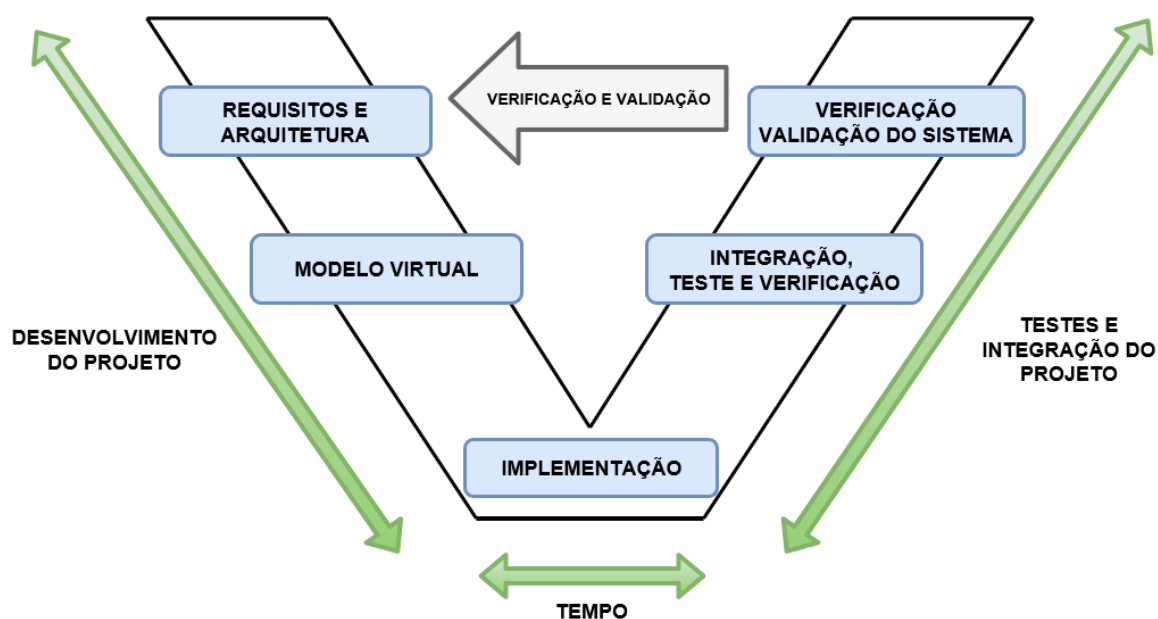 REQUISITOS E
ARQUITETURA
VERIFICAÇÃO E VALIDAÇÃO
VERIFICAÇÃO
VALIDAÇÃO DO SISTEMA
MODELO VIRTUAL
INTEGRAÇÃO,
TESTE E VERIFICAÇÃO
DESENVOLVIMENTO
DO PROJETO
TESTES E
INTEGRAÇÃO DO
PROJETO
IMPLEMENTAÇÃO
TEMPO